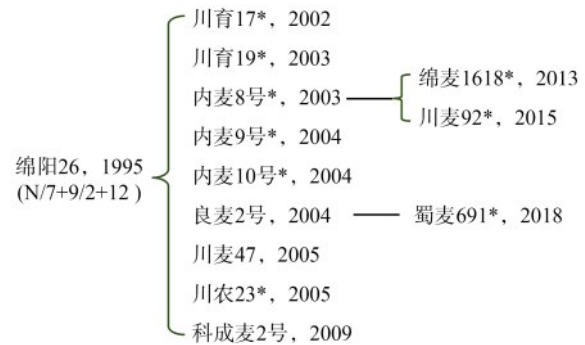 川育17*，2002
川育19*，2003
内麦8号*，2003
绵麦1618*，2013
川麦92*，2015
内麦9号*，2004
绵阳26，1995
(N/7+9/2+12 )
内麦10号*，2004
良麦2号，2004
蜀麦691*，2018
川麦47，2005
川农23*，2005
科成麦2号，2009